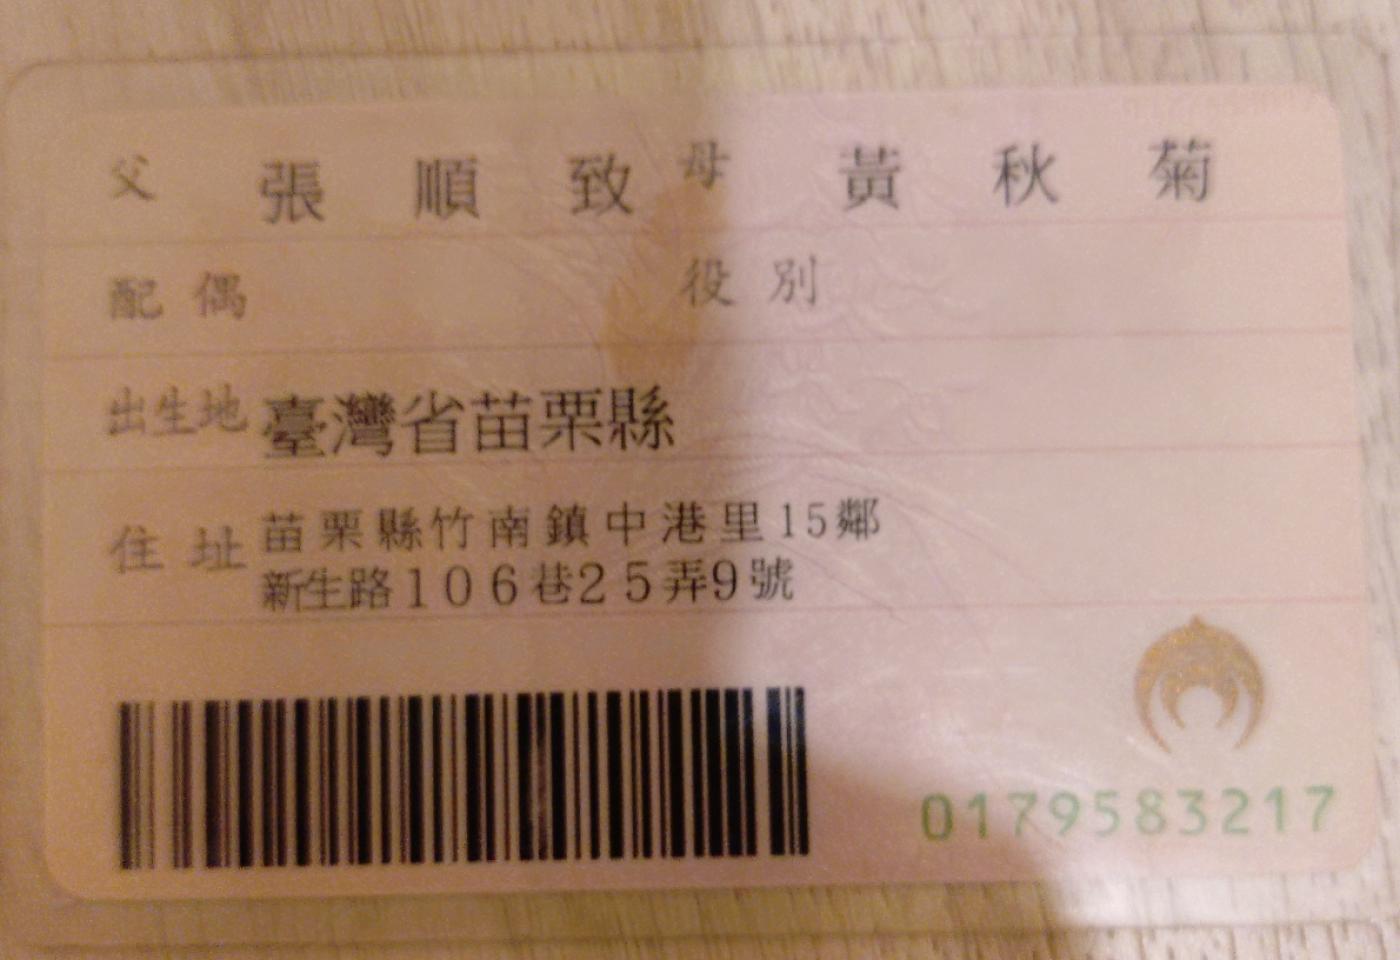 父 張順致 母 黃秋菊
配偶 役別
出生地 臺灣省苗栗縣
住址 苗栗縣竹南鎮中港里15鄰
新生路106巷25弄9號
0179583217